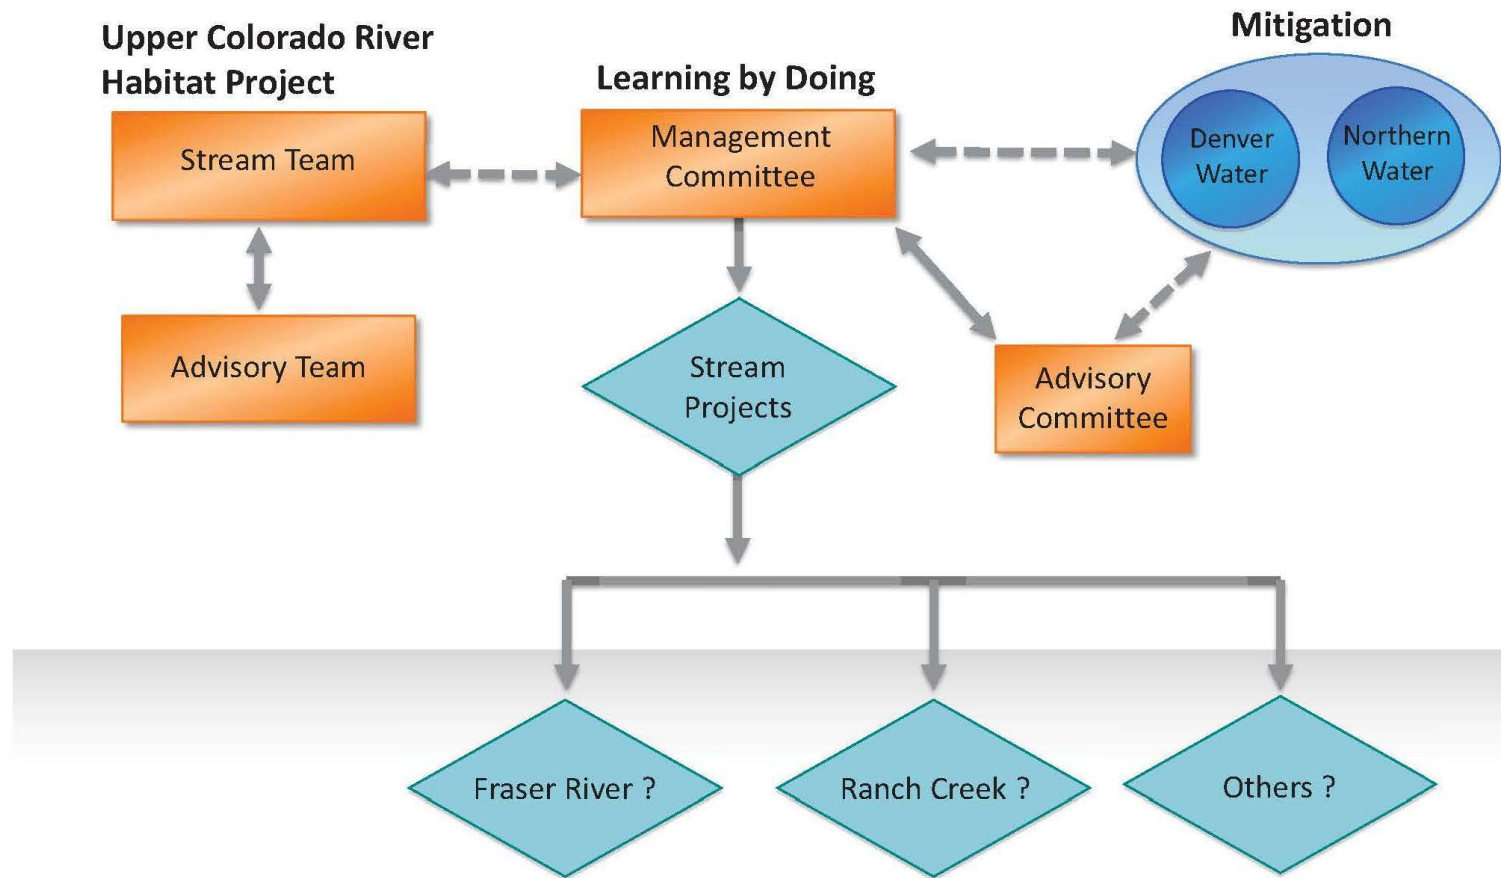 Upper Colorado River
Habitat Project
Learning by Doing
Mitigation
Stream Team
Management
Committee
Denver
Water
Northern
Water
Advisory Team
Stream
Projects
Advisory
Committee
Fraser River ?
Ranch Creek ?
Others ?